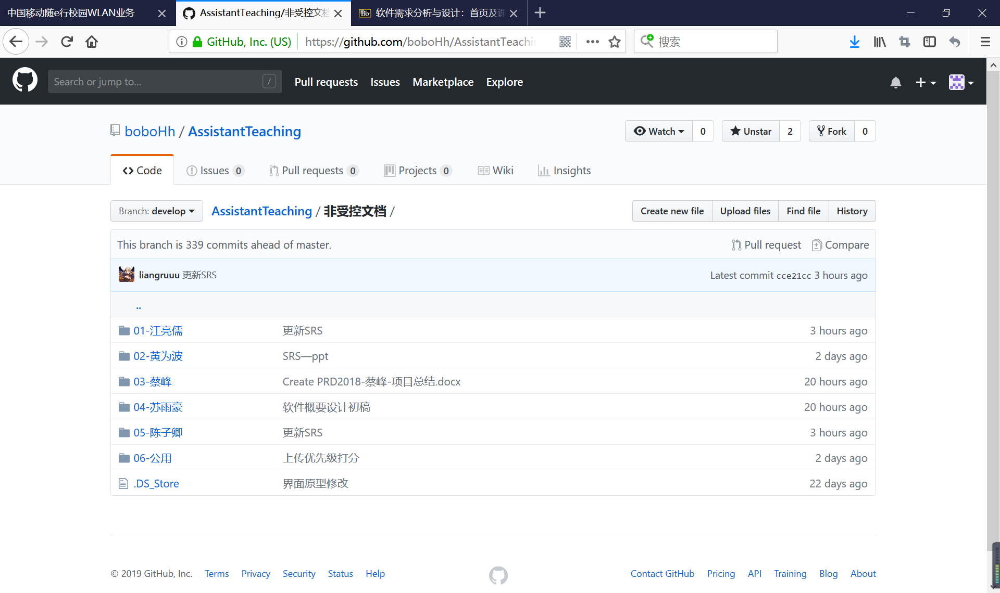 中国移动随e行校园WLAN业务
AssistantTeaching/非受控文档
Bb 软件需求分析与设计：首页及课
GitHub, Inc. (US) https://github.com/boboHh/AssistantTeachin 搜索
Search or jump to... / Pull requests Issues Marketplace Explore
boboHh / AssistantTeaching
Watch 0 Unstar 2 Fork 0
Code Issues 0 Pull requests 0 Projects 0 Wiki Insights
Branch: develop AssistantTeaching / 非受控文档 / Create new file Upload files Find file History
This branch is 339 commits ahead of master. Pull request Compare
liangruuu 更新SRS Latest commit cce21cc 3 hours ago
..
01-江亮儒 更新SRS 3 hours ago
02-黄为波 SRS—ppt 2 days ago
03-蔡峰 Create PRD2018-蔡峰-项目总结.docx 20 hours ago
04-苏雨豪 软件概要设计初稿 20 hours ago
05-陈子卿 更新SRS 3 hours ago
06-公用 上传优先级打分 2 days ago
.DS_Store 界面原型修改 22 days ago
© 2019 GitHub, Inc. Terms Privacy Security Status Help Contact GitHub Pricing API Training Blog About